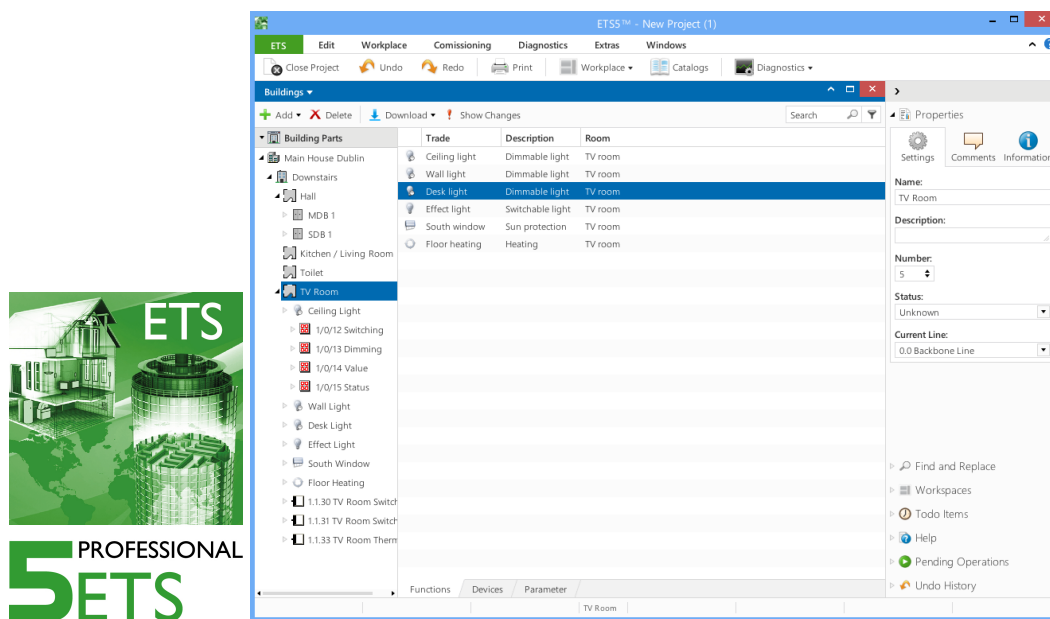 ETS
PROFESSIONAL
5ETS
ETS5™ - New Project (1)
ETS Edit Workplace Comissioning Diagnostics Extras Windows
Close Project Undo Redo Print Workplace Catalogs Diagnostics
Buildings
Add Delete Download Show Changes Search
Building Parts
Main House Dublin
Downstairs
Hall
MDB 1
SDB 1
Kitchen / Living Room
Toilet
TV Room
Ceiling Light
1/0/12 Switching
1/0/13 Dimming
1/0/14 Value
1/0/15 Status
Wall Light
Desk Light
Effect Light
South Window
Floor Heating
1.1.30 TV Room Switch
1.1.31 TV Room Switch
1.1.33 TV Room Therm
Trade Description Room
Ceiling light Dimmable light TV room
Wall light Dimmable light TV room
Desk light Dimmable light TV room
Effect light Switchable light TV room
South window Sun protection TV room
Floor heating Heating TV room
Functions Devices Parameter
TV Room
Properties
Settings Comments Information
Name:
TV Room
Description:
Number:
5
Status:
Unknown
Current Line:
0.0 Backbone Line
Find and Replace
Workspaces
Todo Items
Help
Pending Operations
Undo History